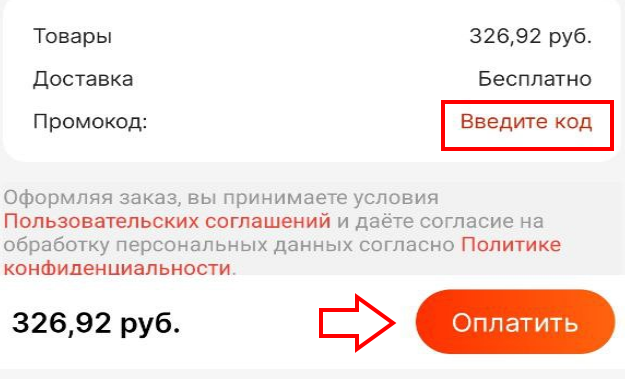 Товары 326,92 руб.
Доставка Бесплатно
Промокод: Введите код
Оформляя заказ, вы принимаете условия
Пользовательских соглашений и даёте согласие на
обработку персональных данных согласно Политике
конфиденциальности.
326,92 руб. Оплатить